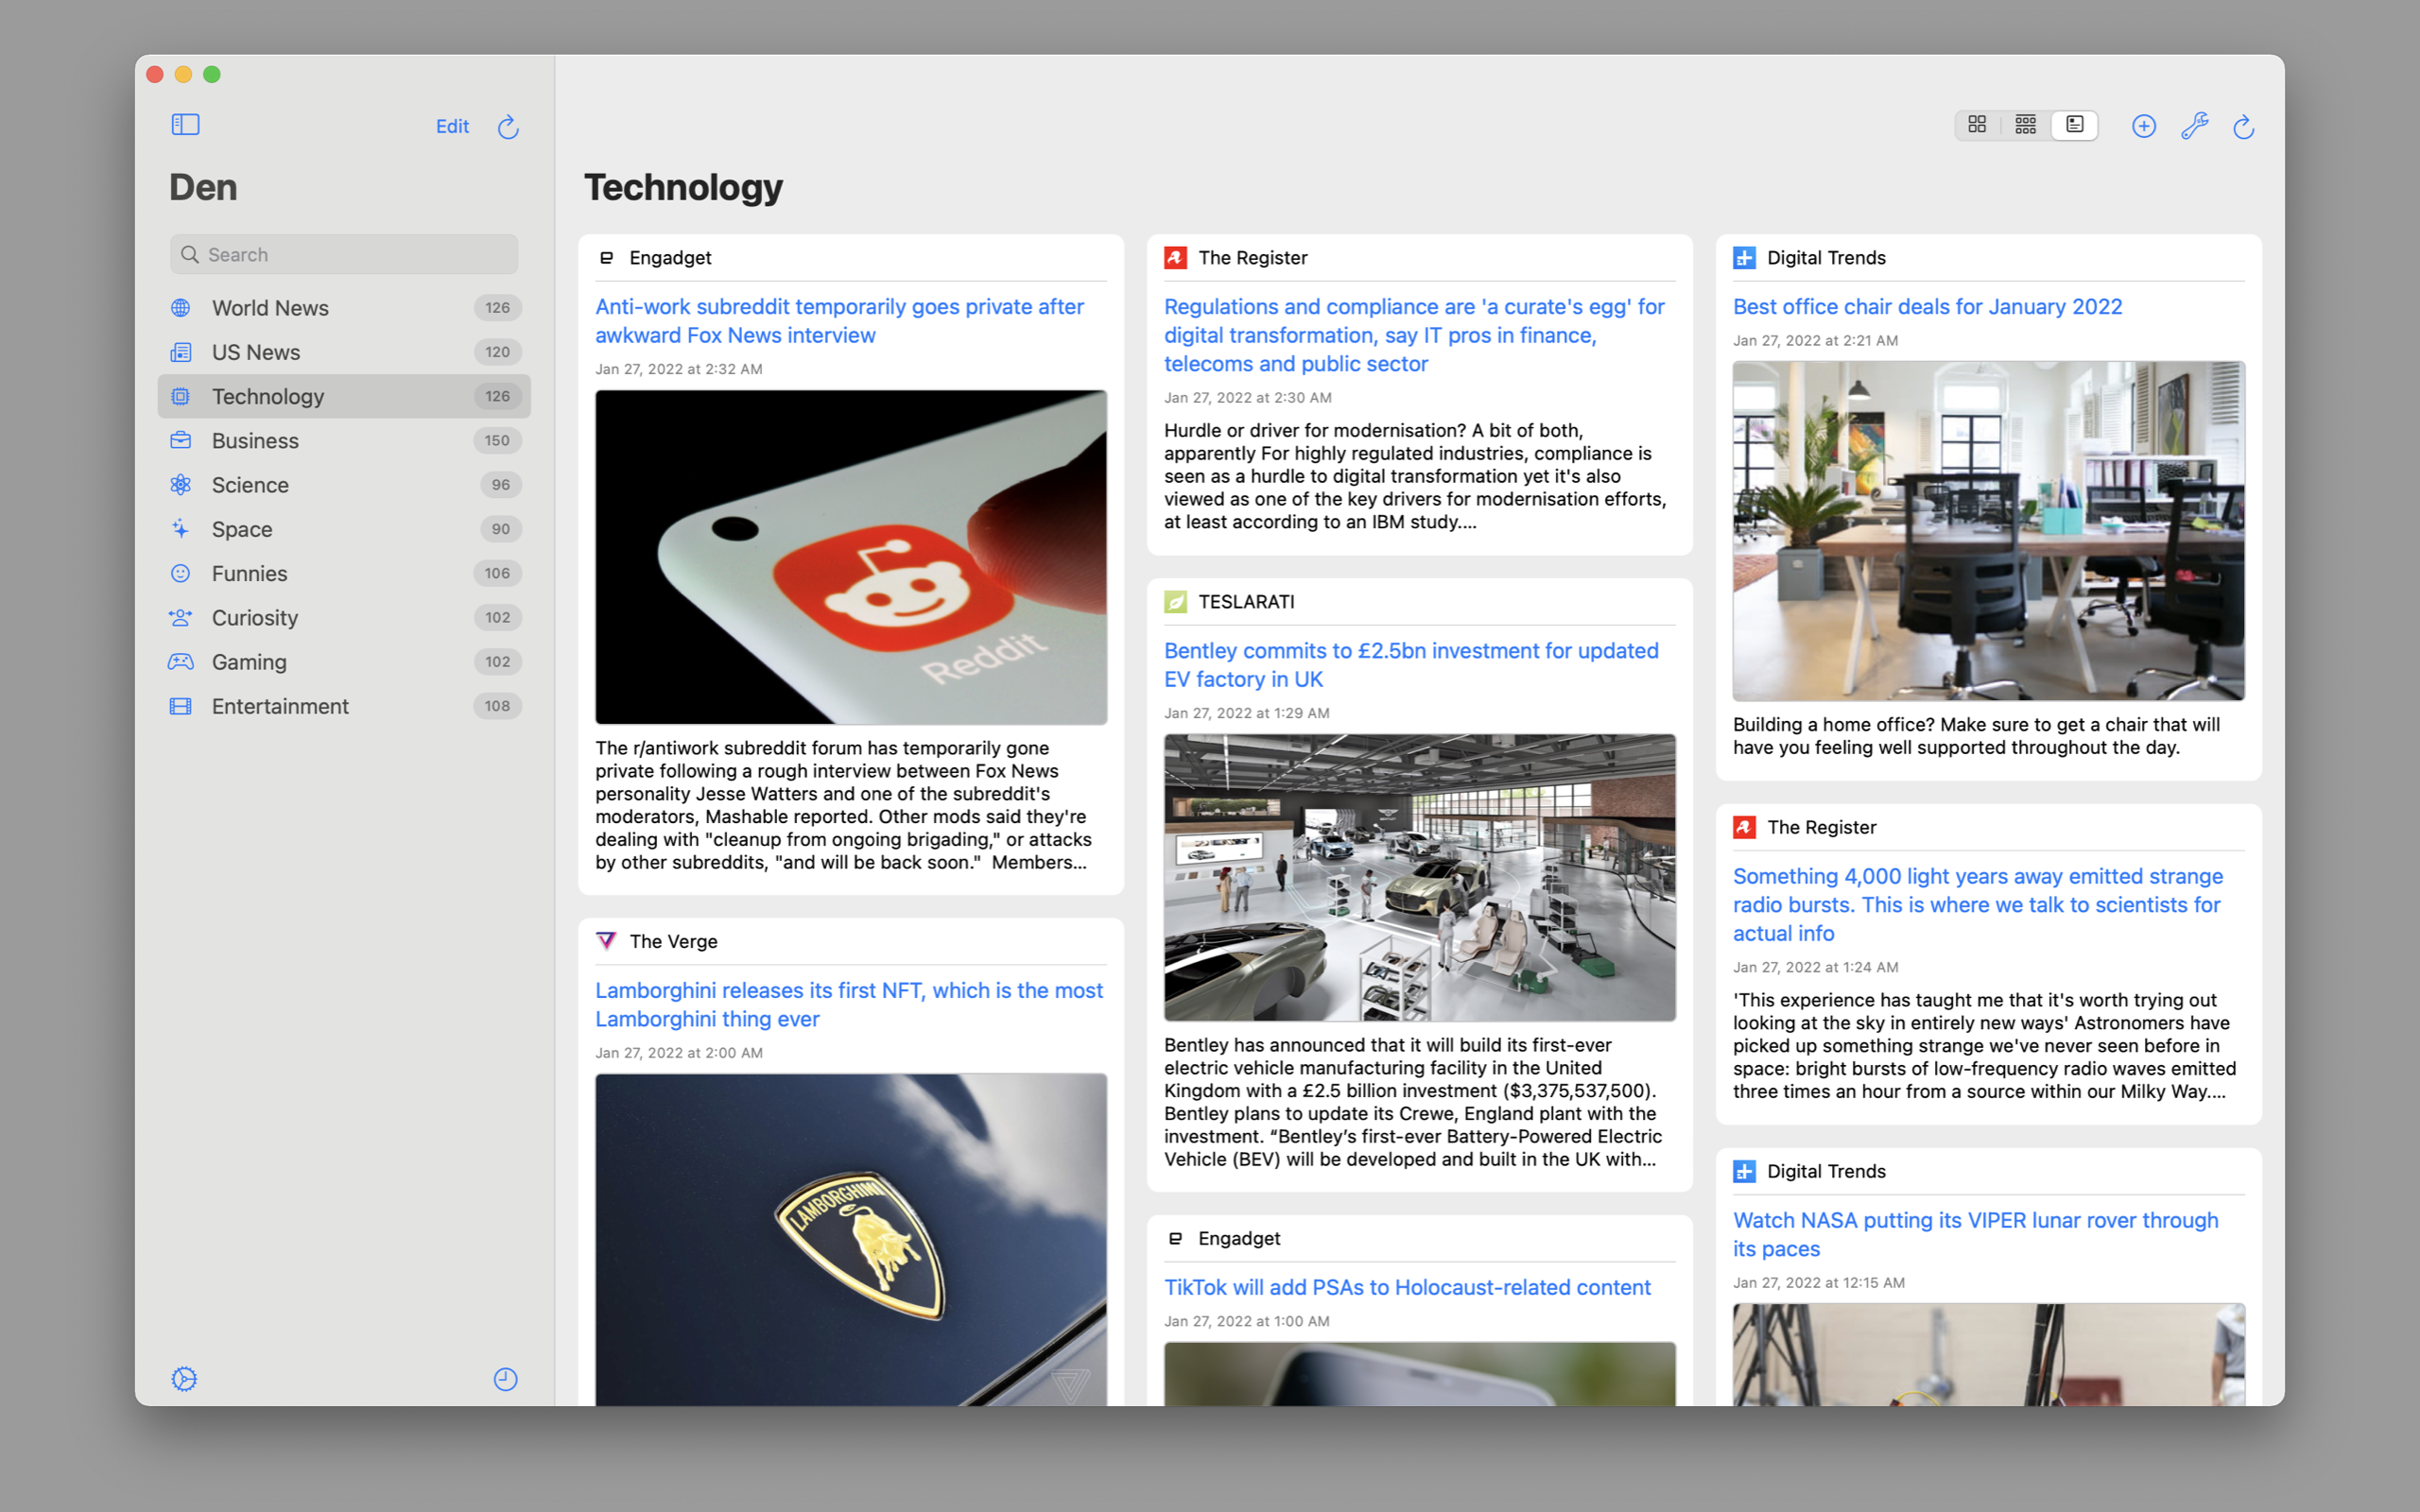 Edit
Den
Search
World News 126
US News 120
Technology 126
Business 150
Science 96
Space 90
Funnies 106
Curiosity 102
Gaming 102
Entertainment 108
Technology
Engadget
Anti-work subreddit temporarily goes private after
awkward Fox News interview
Jan 27, 2022 at 2:32 AM
Reddit
The r/antiwork subreddit forum has temporarily gone
private following a rough interview between Fox News
personality Jesse Watters and one of the subreddit's
moderators, Mashable reported. Other mods said they're
dealing with "cleanup from ongoing brigading," or attacks
by other subreddits, "and will be back soon."  Members...
The Verge
Lamborghini releases its first NFT, which is the most
Lamborghini thing ever
Jan 27, 2022 at 2:00 AM
LAMBORGHINI
The Register
Regulations and compliance are 'a curate's egg' for
digital transformation, say IT pros in finance,
telecoms and public sector
Jan 27, 2022 at 2:30 AM
Hurdle or driver for modernisation? A bit of both,
apparently For highly regulated industries, compliance is
seen as a hurdle to digital transformation yet it's also
viewed as one of the key drivers for modernisation efforts,
at least according to an IBM study....
TESLARATI
Bentley commits to £2.5bn investment for updated
EV factory in UK
Jan 27, 2022 at 1:29 AM
Bentley has announced that it will build its first-ever
electric vehicle manufacturing facility in the United
Kingdom with a £2.5 billion investment ($3,375,537,500).
Bentley plans to update its Crewe, England plant with the
investment. “Bentley’s first-ever Battery-Powered Electric
Vehicle (BEV) will be developed and built in the UK with...
Engadget
TikTok will add PSAs to Holocaust-related content
Jan 27, 2022 at 1:00 AM
Digital Trends
Best office chair deals for January 2022
Jan 27, 2022 at 2:21 AM
Building a home office? Make sure to get a chair that will
have you feeling well supported throughout the day.
The Register
Something 4,000 light years away emitted strange
radio bursts. This is where we talk to scientists for
actual info
Jan 27, 2022 at 1:24 AM
'This experience has taught me that it's worth trying out
looking at the sky in entirely new ways' Astronomers have
picked up something strange we've never seen before in
space: bright bursts of low-frequency radio waves emitted
three times an hour from a source within our Milky Way....
Digital Trends
Watch NASA putting its VIPER lunar rover through
its paces
Jan 27, 2022 at 12:15 AM